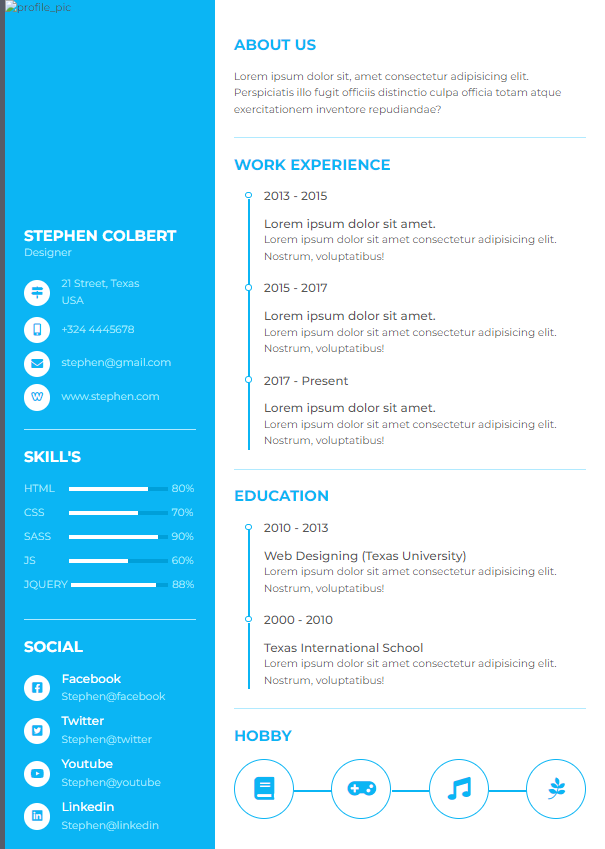 profile_pic
STEPHEN COLBERT
Designer
21 Street, Texas
USA
+324 4445678
stephen@gmail.com
www.stephen.com
SKILL'S
HTML 80%
CSS 70%
SASS 90%
JS 60%
JQUERY 88%
SOCIAL
Facebook
Stephen@facebook
Twitter
Stephen@twitter
Youtube
Stephen@youtube
Linkedin
Stephen@linkedin
ABOUT US
Lorem ipsum dolor sit, amet consectetur adipisicing elit.
Perspiciatis illo fugit officiis distinctio culpa officia totam atque
exercitationem inventore repudiandae?
WORK EXPERIENCE
2013 - 2015
Lorem ipsum dolor sit amet.
Lorem ipsum dolor sit amet consectetur adipisicing elit.
Nostrum, voluptatibus!
2015 - 2017
Lorem ipsum dolor sit amet.
Lorem ipsum dolor sit amet consectetur adipisicing elit.
Nostrum, voluptatibus!
2017 - Present
Lorem ipsum dolor sit amet.
Lorem ipsum dolor sit amet consectetur adipisicing elit.
Nostrum, voluptatibus!
EDUCATION
2010 - 2013
Web Designing (Texas University)
Lorem ipsum dolor sit amet consectetur adipisicing elit.
Nostrum, voluptatibus!
2000 - 2010
Texas International School
Lorem ipsum dolor sit amet consectetur adipisicing elit.
Nostrum, voluptatibus!
HOBBY